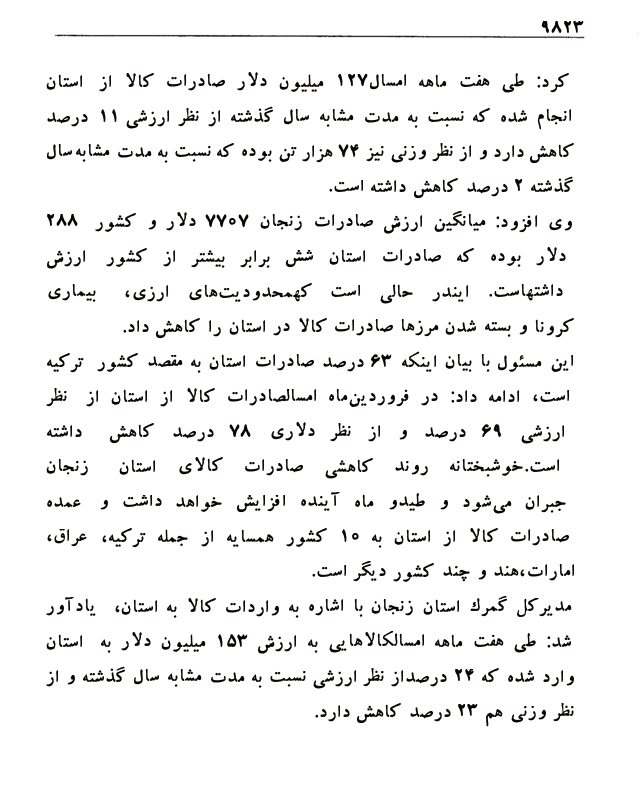 ۹۸۲۳
کرد: طی هفت ماهه امسال۱۲۷ میلیون دلار صادرات کالا از استان
انجام شده که نسبت به مدت مشابه سال گذشته از نظر ارزشی ۱۱ درصد
کاهش دارد و از نظر وزنی نیز ۷۴ هزار تن بوده که نسبت به مدت مشابه‌سال
گذشته ۲ درصد کاهش داشته است.
وی افزود: میانگین ارزش صادرات زنجان ۷۷۰۷ دلار و کشور ۲۸۸
دلار بوده که صادرات استان شش برابر بیشتر از کشور ارزش
داشتهاست. ایندر حالی است کهمحدودیت‌های ارزی، بیماری
کرونا و بسته شدن مرزها صادرات کالا در استان را کاهش داد.
این مسئول با بیان اینکه ۶۳ درصد صادرات استان به مقصد کشور ترکیه
است، ادامه داد: در فروردین‌ماه امسالصادرات کالا از استان از نظر
ارزشی ۶۹ درصد و از نظر دلاری ۷۸ درصد کاهش داشته
است.خوشبختانه روند کاهشی صادرات کالای استان زنجان
جبران می‌شود و طیدو ماه آینده افزایش خواهد داشت و عمده
صادرات کالا از استان به ۱۰ کشور همسایه از جمله ترکیه، عراق،
امارات،هند و چند کشور دیگر است.
مدیرکل گمرك استان زنجان با اشاره به واردات کالا به استان، یادآور
شد: طی هفت ماهه امسالکالاهایی به ارزش ۱۵۳ میلیون دلار به استان
وارد شده که ۲۴ درصداز نظر ارزشی نسبت به مدت مشابه سال گذشته و از
نظر وزنی هم ۲۳ درصد کاهش دارد.